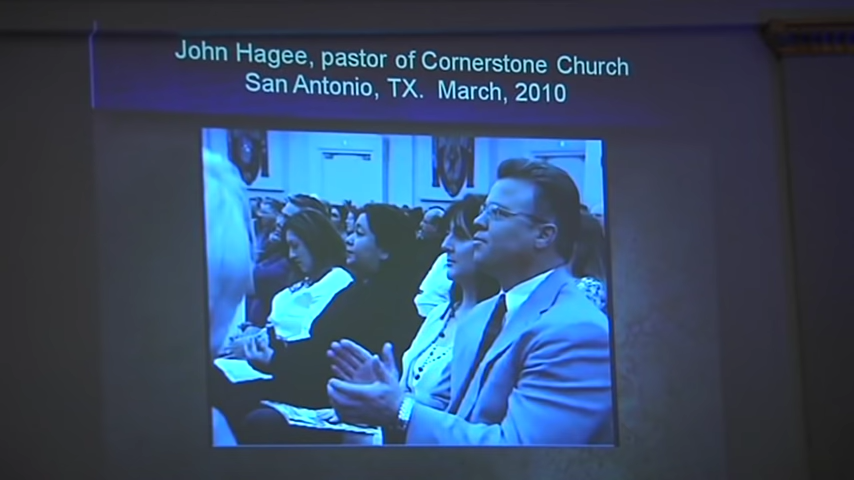 John Hagee, pastor of Cornerstone Church
San Antonio, TX. March, 2010